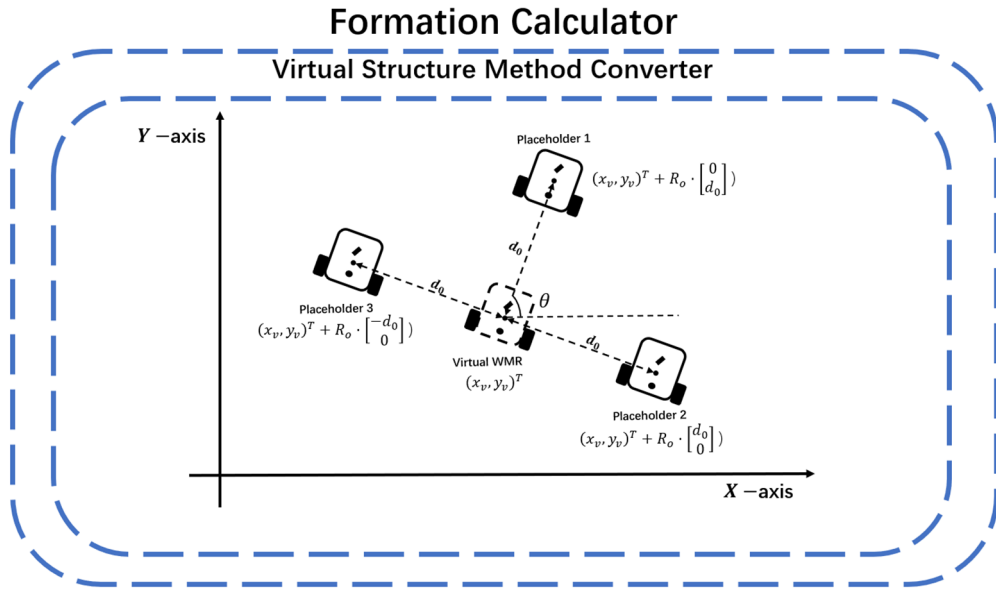 Formation Calculator
Virtual Structure Method Converter
Y –axis
Placeholder 1
(x_v, y_v)^T + R_o · [0 d_0])
d_0
Placeholder 3
(x_v, y_v)^T + R_o · [−d_0 0])
d_0
θ
d_0
Virtual WMR
(x_v, y_v)^T
Placeholder 2
(x_v, y_v)^T + R_o · [d_0 0])
X –axis